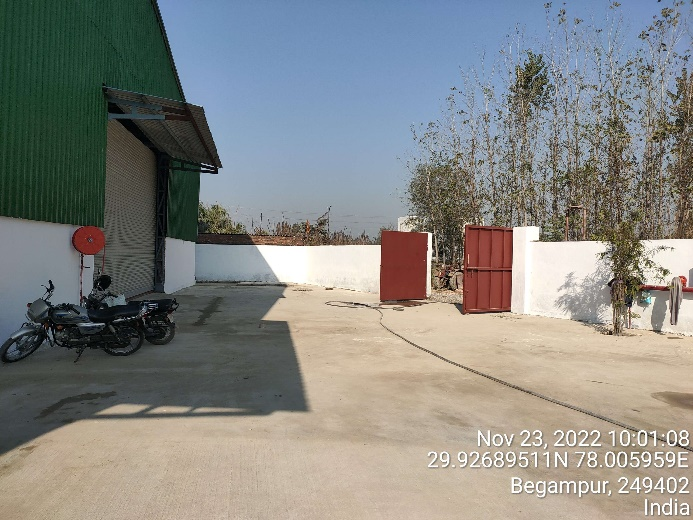 Nov 23, 2022 10:01:08
29.92689511N 78.005959E
Begampur, 249402
India